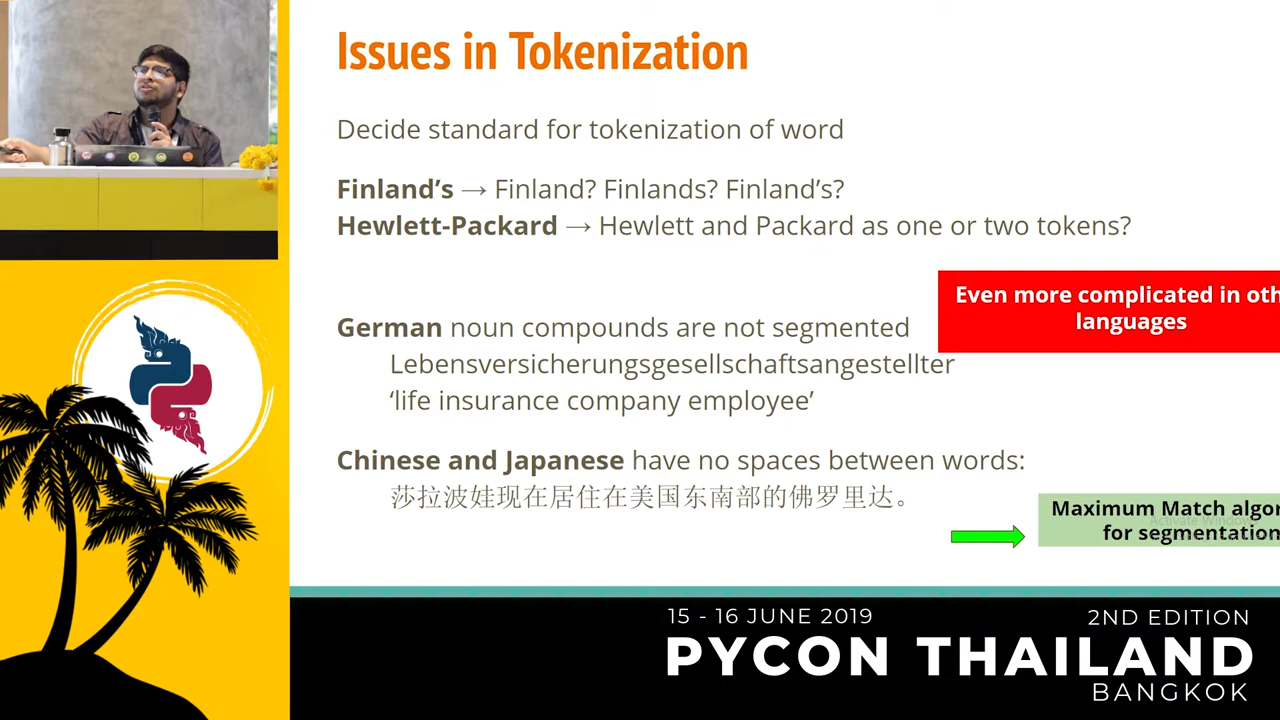 Issues in Tokenization
Decide standard for tokenization of word
Finland’s → Finland? Finlands? Finland’s?
Hewlett-Packard → Hewlett and Packard as one or two tokens?
Even more complicated in oth
languages
German noun compounds are not segmented
Lebensversicherungsgesellschaftsangestellter
‘life insurance company employee’
Chinese and Japanese have no spaces between words:
莎拉波娃现在居住在美国东南部的佛罗里达。
Maximum Match algor
for segmentation
Activate Window
15 - 16 JUNE 2019
2ND EDITION
PYCON THAILAND
BANGKOK